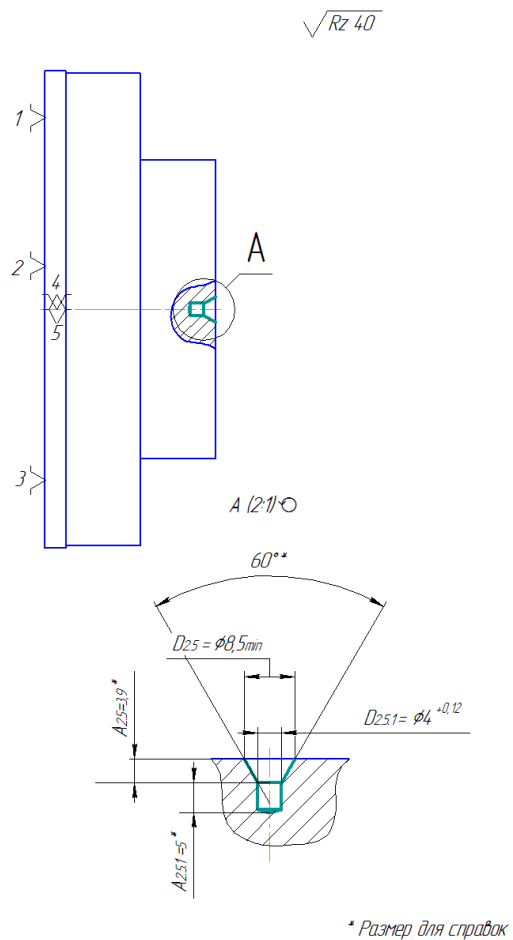 Rz 40
1
A
2
4
5
3
A (2:1)
60°*
D2.5 = ϕ8,5min
A2.5=3,9*
D2.5.1 = ϕ4 +0,12
A2.5.1=5*
* Размер для справок